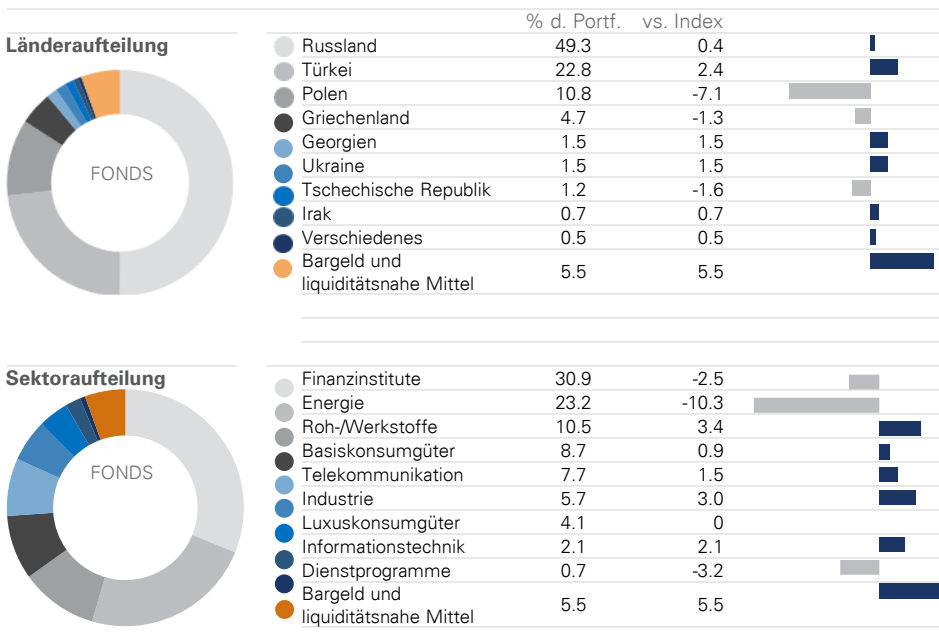 % d. Portf. vs. Index
Länderaufteilung
FONDS
Russland 49.3 0.4
Türkei 22.8 2.4
Polen 10.8 -7.1
Griechenland 4.7 -1.3
Georgien 1.5 1.5
Ukraine 1.5 1.5
Tschechische Republik 1.2 -1.6
Irak 0.7 0.7
Verschiedenes 0.5 0.5
Bargeld und
liquiditätsnahe Mittel 5.5 5.5
Sektoraufteilung
FONDS
Finanzinstitute 30.9 -2.5
Energie 23.2 -10.3
Roh-/Werkstoffe 10.5 3.4
Basiskonsumgüter 8.7 0.9
Telekommunikation 7.7 1.5
Industrie 5.7 3.0
Luxuskonsumgüter 4.1 0
Informationstechnik 2.1 2.1
Dienstprogramme 0.7 -3.2
Bargeld und
liquiditätsnahe Mittel 5.5 5.5